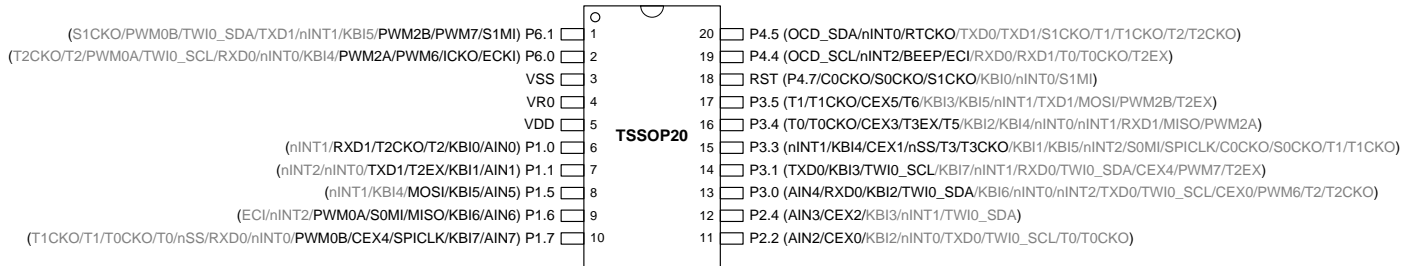 (S1CKO/PWM0B/TWI0_SDA/TXD1/nINT1/KBI5/PWM2B/PWM7/S1MI) P6.1 1
(T2CKO/T2/PWM0A/TWI0_SCL/RXD0/nINT0/KBI4/PWM2A/PWM6/ICKO/ECKI) P6.0 2
VSS 3
VR0 4
VDD 5
(nINT1/RXD1/T2CKO/T2/KBI0/AIN0) P1.0 6
(nINT2/nINT0/TXD1/T2EX/KBI1/AIN1) P1.1 7
(nINT1/KBI4/MOSI/KBI5/AIN5) P1.5 8
(ECI/nINT2/PWM0A/S0MI/MISO/KBI6/AIN6) P1.6 9
(T1CKO/T1/T0CKO/T0/nSS/RXD0/nINT0/PWM0B/CEX4/SPICLK/KBI7/AIN7) P1.7 10
TSSOP20
20 P4.5 (OCD_SDA/nINT0/RTCKO/TXD0/TXD1/S1CKO/T1/T1CKO/T2/T2CKO)
19 P4.4 (OCD_SCL/nINT2/BEEP/ECI/RXD0/RXD1/T0/T0CKO/T2EX)
18 RST (P4.7/C0CKO/S0CKO/S1CKO/KBI0/nINT0/S1MI)
17 P3.5 (T1/T1CKO/CEX5/T6/KBI3/KBI5/nINT1/TXD1/MOSI/PWM2B/T2EX)
16 P3.4 (T0/T0CKO/CEX3/T3EX/T5/KBI2/KBI4/nINT0/nINT1/RXD1/MISO/PWM2A)
15 P3.3 (nINT1/KBI4/CEX1/nSS/T3/T3CKO/KBI1/KBI5/nINT2/S0MI/SPICLK/C0CKO/S0CKO/T1/T1CKO)
14 P3.1 (TXD0/KBI3/TWI0_SCL/KBI7/nINT1/RXD0/TWI0_SDA/CEX4/PWM7/T2EX)
13 P3.0 (AIN4/RXD0/KBI2/TWI0_SDA/KBI6/nINT0/nINT2/TXD0/TWI0_SCL/CEX0/PWM6/T2/T2CKO)
12 P2.4 (AIN3/CEX2/KBI3/nINT1/TWI0_SDA)
11 P2.2 (AIN2/CEX0/KBI2/nINT0/TXD0/TWI0_SCL/T0/T0CKO)